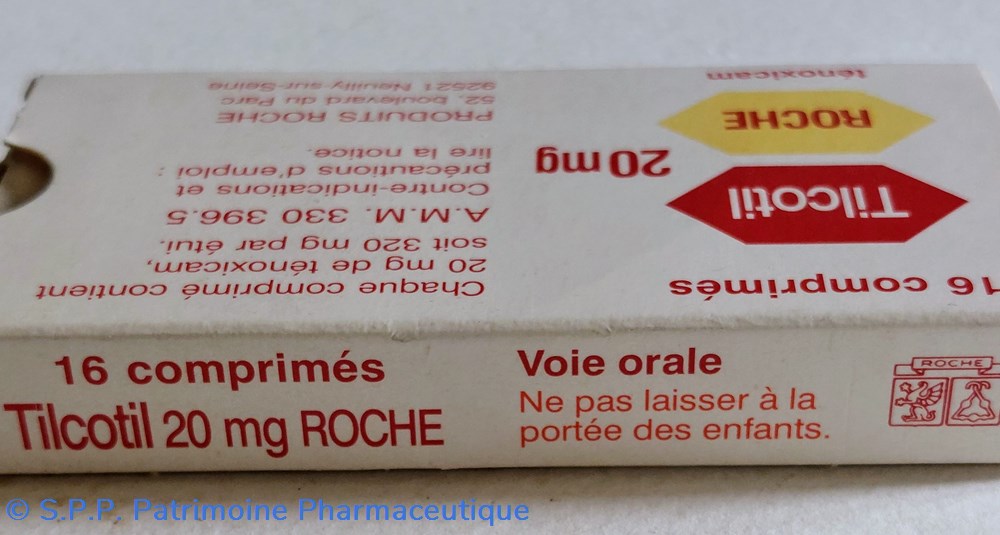 16 comprimés
Tilcotil
ROCHE
20 mg
ténoxicam
Chaque comprimé contient
20 mg de ténoxicam,
soit 320 mg par étui.
A.M.M. 330 396.5
Contre-indications et
précautions d'emploi :
lire la notice.
PRODUITS ROCHE
52, boulevard du Parc
92521 Neuilly-sur-Seine
16 comprimés
Tilcotil 20 mg ROCHE
Voie orale
Ne pas laisser à la
portée des enfants.
ROCHE
© S.P.P. Patrimoine Pharmaceutique